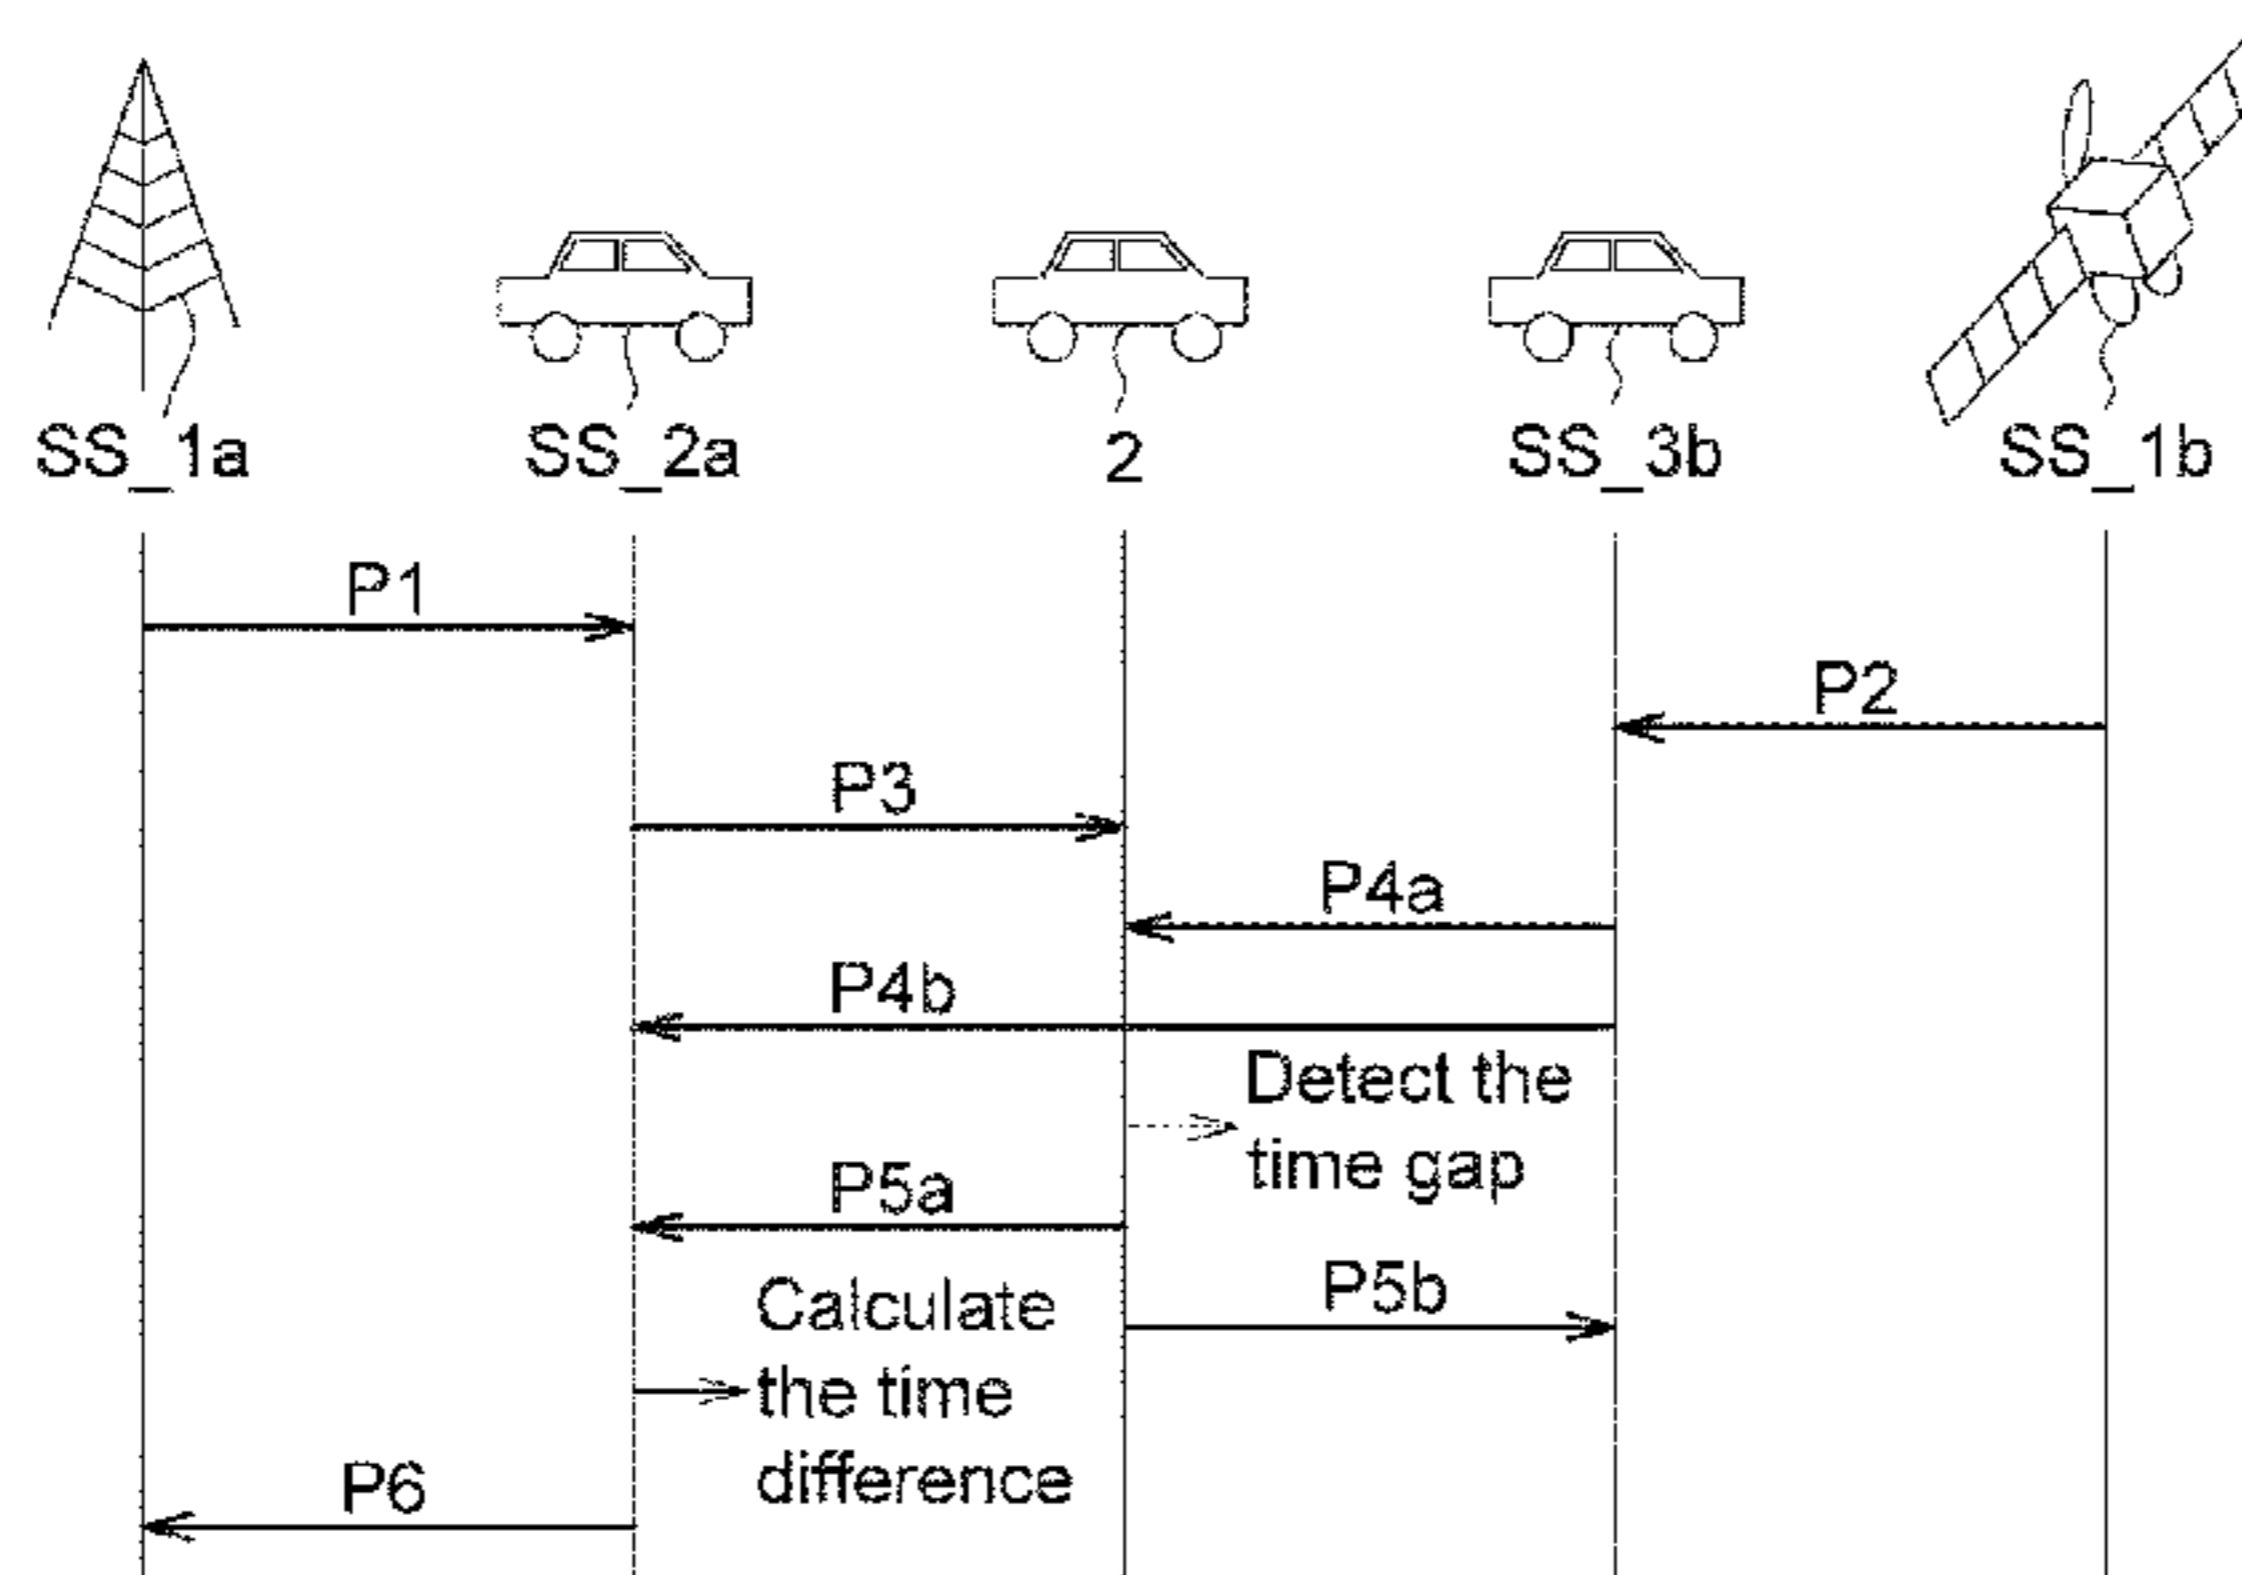 SS_1a
SS_2a
2
SS_3b
SS_1b
P1
P2
P3
P4a
P4b
Detect the
time gap
P5a
P5b
Calculate
the time
difference
P6